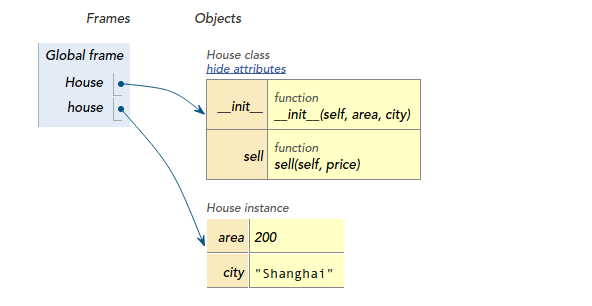 Frames
Objects
Global frame
House
house
House class
hide attributes
__init__
function
__init__(self, area, city)
sell
function
sell(self, price)
House instance
area 200
city "Shanghai"